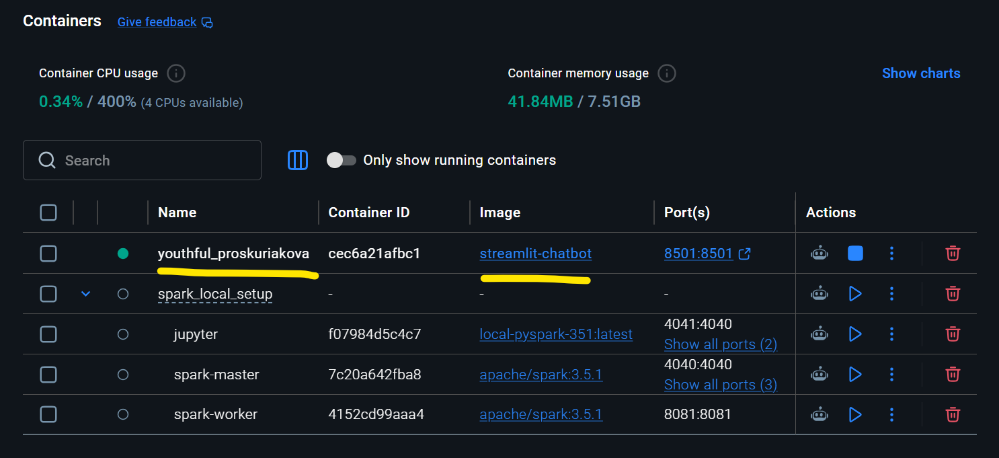 Containers Give feedback
Container CPU usage Container memory usage Show charts
0.34% / 400% (4 CPUs available) 41.84MB / 7.51GB
Search Only show running containers
Name Container ID Image Port(s) Actions
youthful_proskuriakova cec6a21afbc1 streamlit-chatbot 8501:8501
spark_local_setup - - -
jupyter f07984d5c4c7 local-pyspark-351:latest 4041:4040
Show all ports (2)
spark-master 7c20a642fba8 apache/spark:3.5.1 4040:4040
Show all ports (3)
spark-worker 4152cd99aaa4 apache/spark:3.5.1 8081:8081